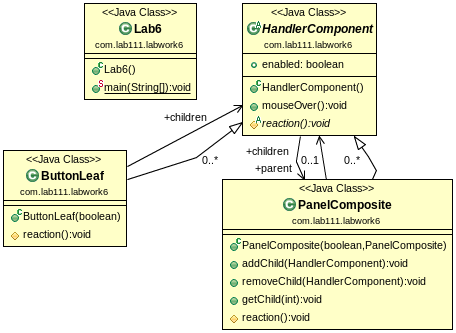 <<Java Class>>
Lab6
com.lab111.labwork6
Lab6()
main(String[]):void
<<Java Class>>
HandlerComponent
com.lab111.labwork6
enabled: boolean
HandlerComponent()
mouseOver():void
reaction():void
+children
0..*
<<Java Class>>
ButtonLeaf
com.lab111.labwork6
ButtonLeaf(boolean)
reaction():void
+children
0..1
0..*
+parent
<<Java Class>>
PanelComposite
com.lab111.labwork6
PanelComposite(boolean,PanelComposite)
addChild(HandlerComponent):void
removeChild(HandlerComponent):void
getChild(int):void
reaction():void